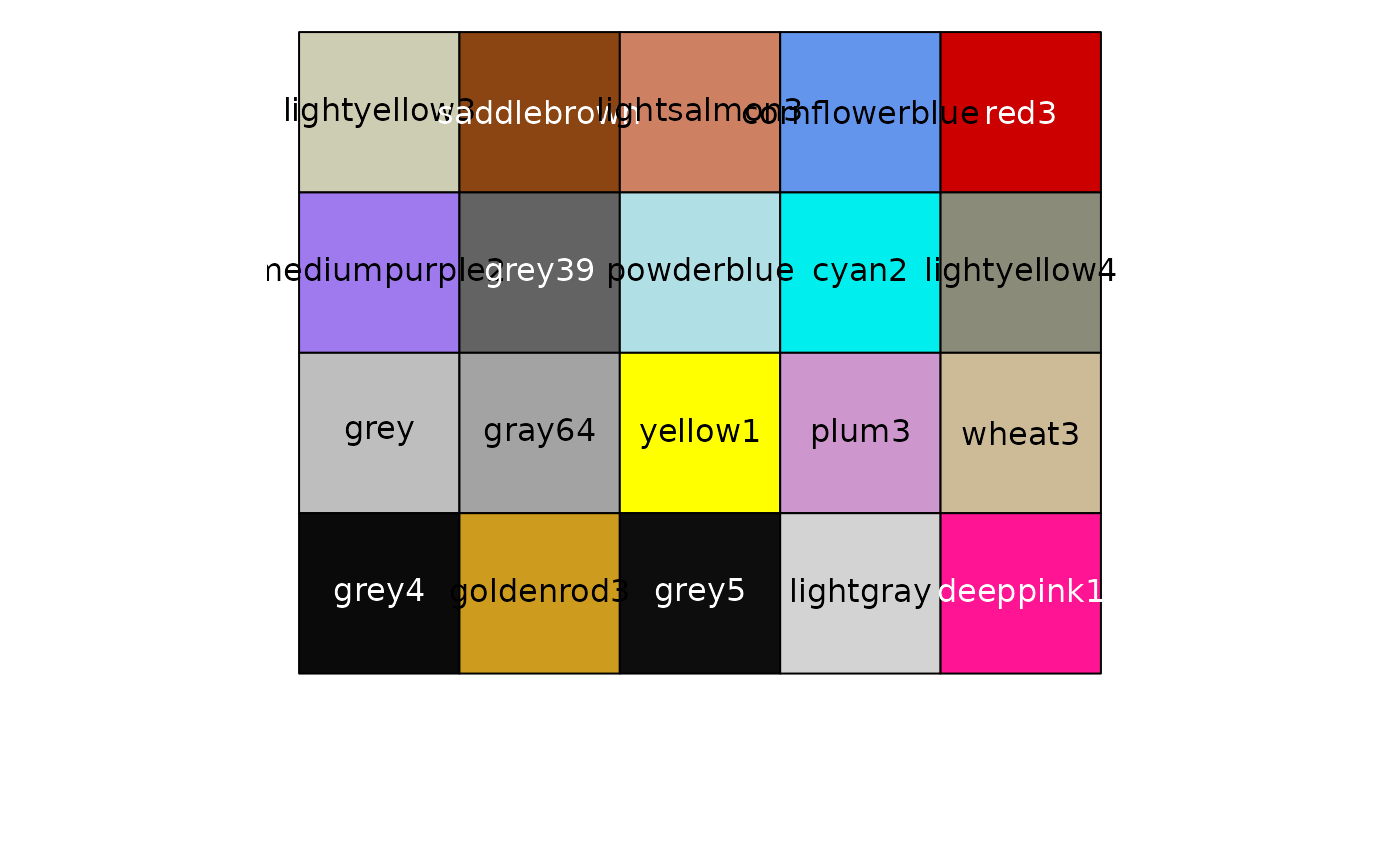 lightyellow3 saddlebrown lightsalmon3 cornflowerblue red3
mediumpurple2 grey39 powderblue cyan2 lightyellow4
grey gray64 yellow1 plum3 wheat3
grey4 goldenrod3 grey5 lightgray deeppink1